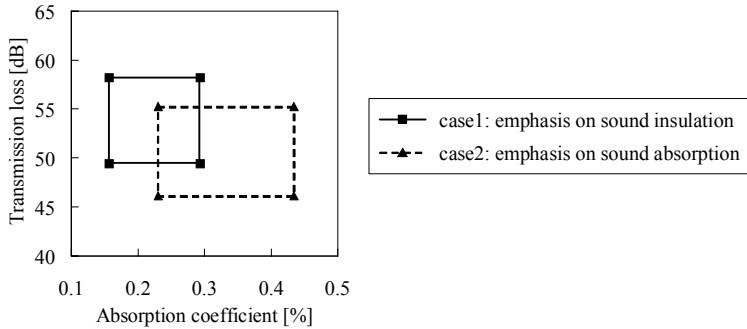 Transmission loss [dB]
65
60
55
50
45
40
0.1 0.2 0.3 0.4 0.5
Absorption coefficient [%]
case1: emphasis on sound insulation
case2: emphasis on sound absorption